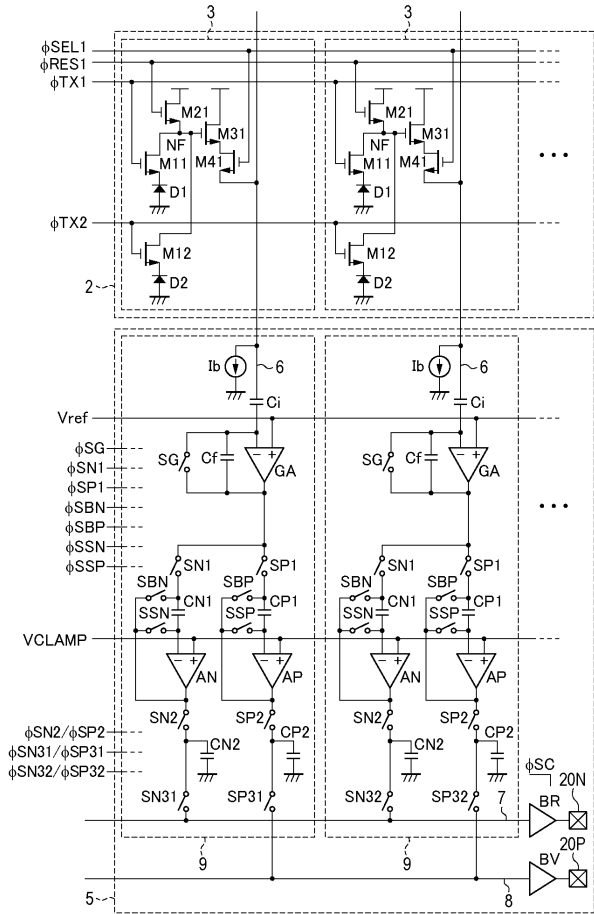 3 3
ϕSEL1
ϕRES1
ϕTX1
M21 M21
M31 M31
NF NF
M11 M41 M11 M41
D1 D1
ϕTX2
M12 M12
2 D2 D2
Ib 6 Ib 6
Ci Ci
Vref
ϕSG SG Cf GA SG Cf GA
ϕSN1
ϕSP1
ϕSBN
ϕSBP
ϕSSN SN1 SP1 SN1 SP1
ϕSSP
SBN SBP SBN SBP
SSN CN1 SSP CP1 SSN CN1 SSP CP1
VCLAMP
AN AP AN AP
SN2 SP2 SN2 SP2
ϕSN2/ϕSP2
CN2 CP2 CN2 CP2
ϕSN31/ϕSP31
ϕSN32/ϕSP32
SN31 SP31 SN32 SP32
ϕSC
7 BR 20N
9 9
BV 20P
5 8